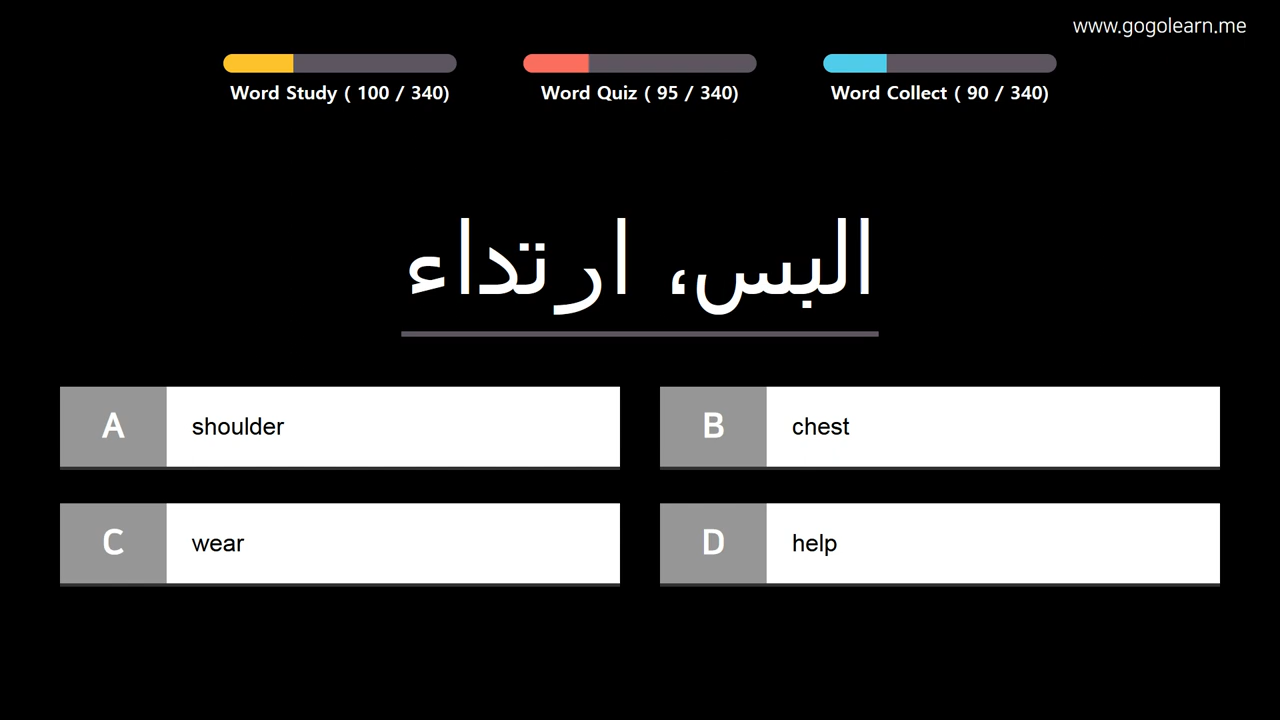 www.gogolearn.me
Word Study ( 100 / 340)
Word Quiz ( 95 / 340)
Word Collect ( 90 / 340)
البس، ارتداء
A shoulder
B chest
C wear
D help